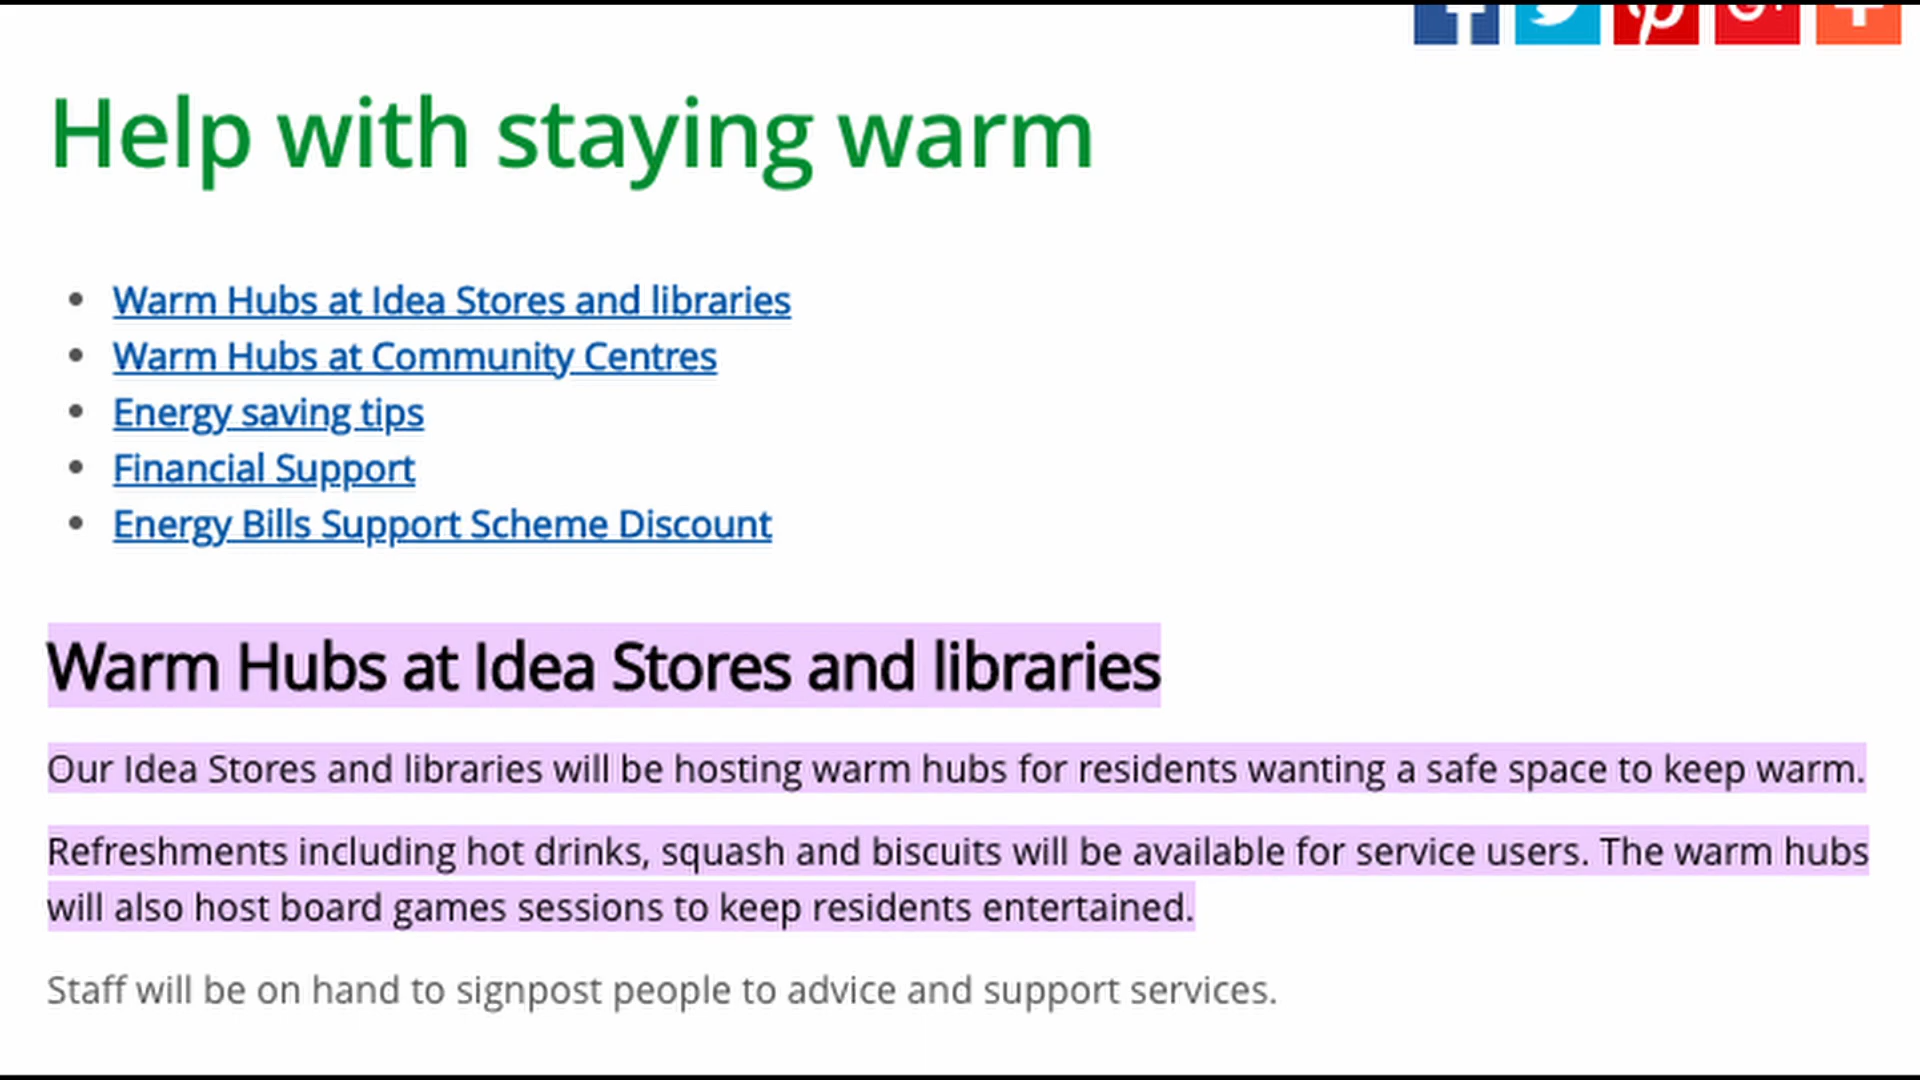 Help with staying warm
Warm Hubs at Idea Stores and libraries
Warm Hubs at Community Centres
Energy saving tips
Financial Support
Energy Bills Support Scheme Discount
Warm Hubs at Idea Stores and libraries
Our Idea Stores and libraries will be hosting warm hubs for residents wanting a safe space to keep warm.
Refreshments including hot drinks, squash and biscuits will be available for service users. The warm hubs
will also host board games sessions to keep residents entertained.
Staff will be on hand to signpost people to advice and support services.